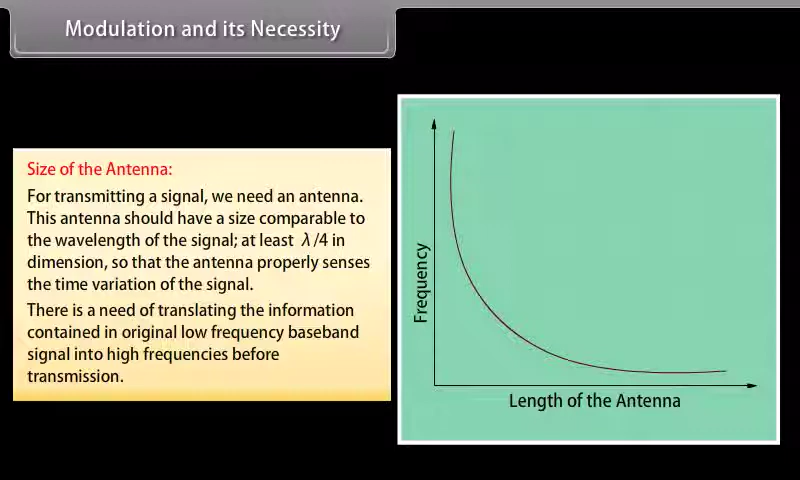 Modulation and its Necessity
Size of the Antenna:
For transmitting a signal, we need an antenna.
This antenna should have a size comparable to
the wavelength of the signal; at least λ/4 in
dimension, so that the antenna properly senses
the time variation of the signal.
There is a need of translating the information
contained in original low frequency baseband
signal into high frequencies before
transmission.
Frequency
Length of the Antenna